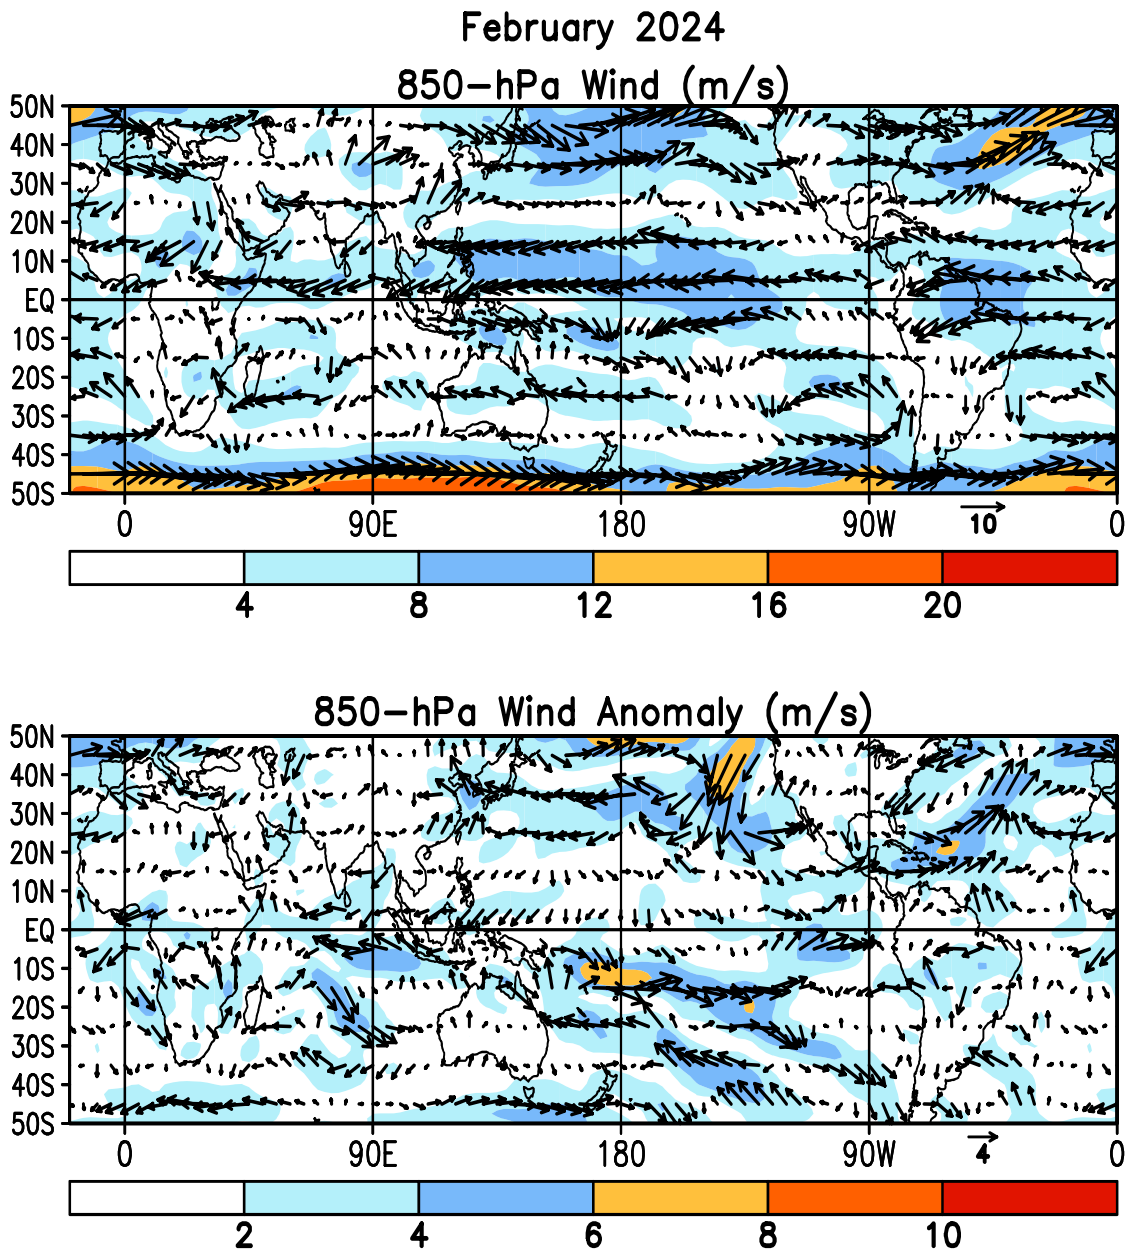 February 2024
850-hPa Wind (m/s)
50N
40N
30N
20N
10N
EQ
10S
20S
30S
40S
50S
0 90E 180 90W 0
10
4 8 12 16 20
850-hPa Wind Anomaly (m/s)
50N
40N
30N
20N
10N
EQ
10S
20S
30S
40S
50S
0 90E 180 90W 0
4
2 4 6 8 10